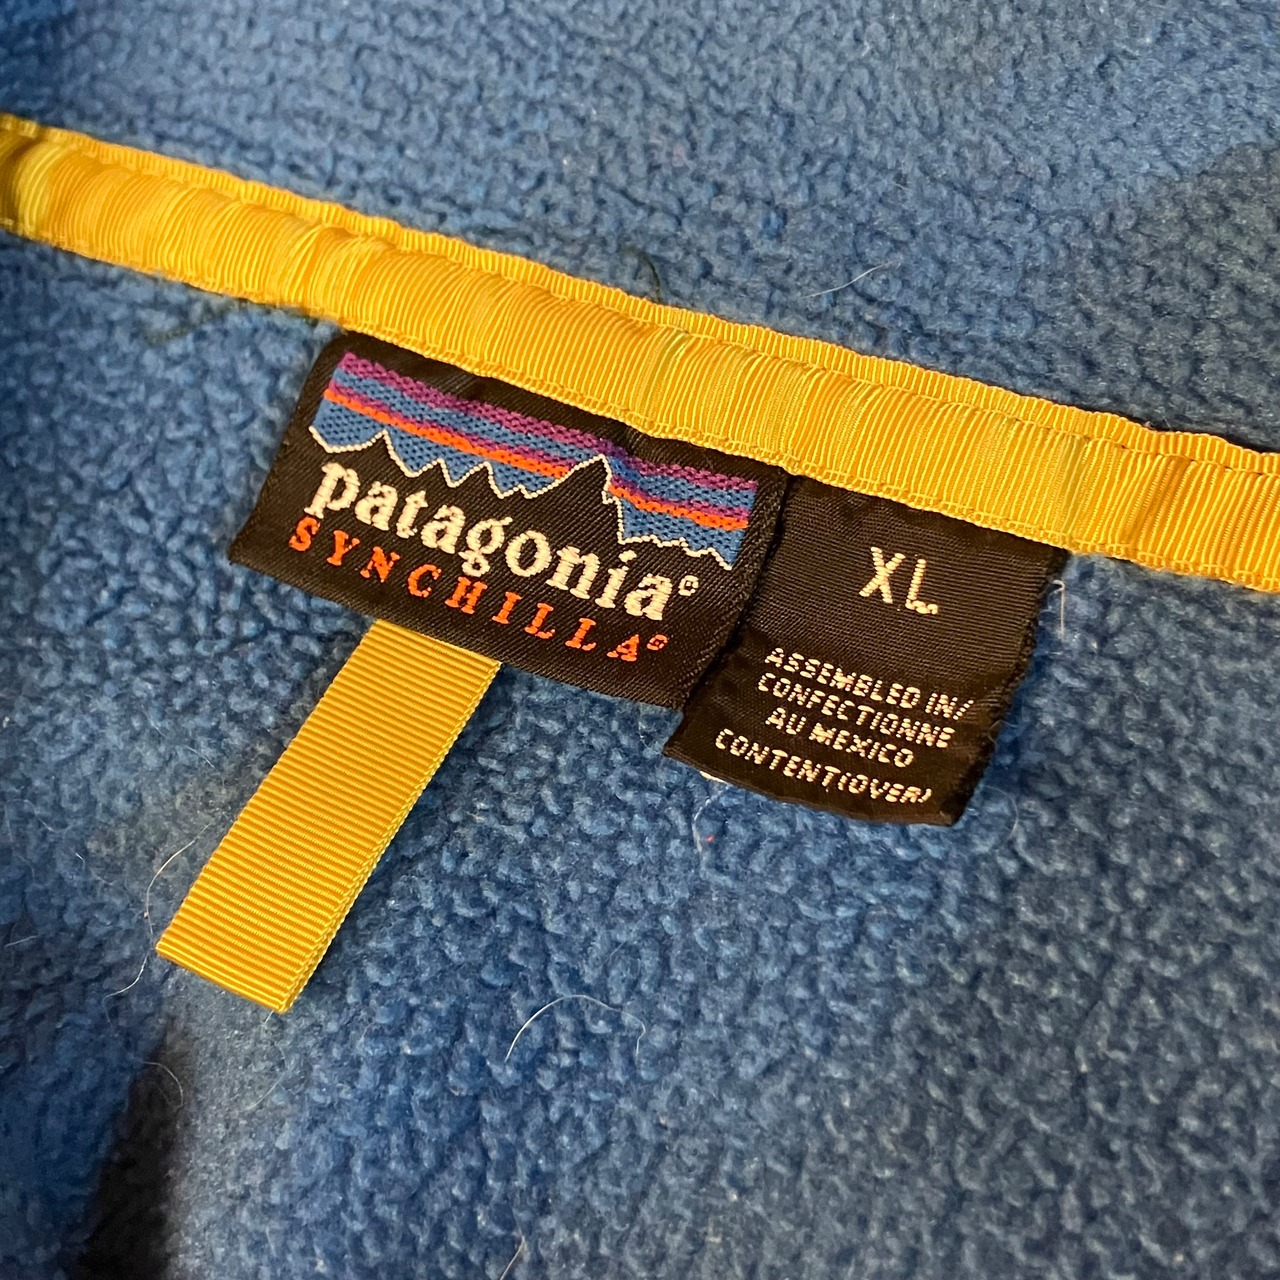 patagonia®
SYNCHILLA®
XL
ASSEMBLED IN/
CONFECTIONNE
AU MEXICO
CONTENT(OVER)